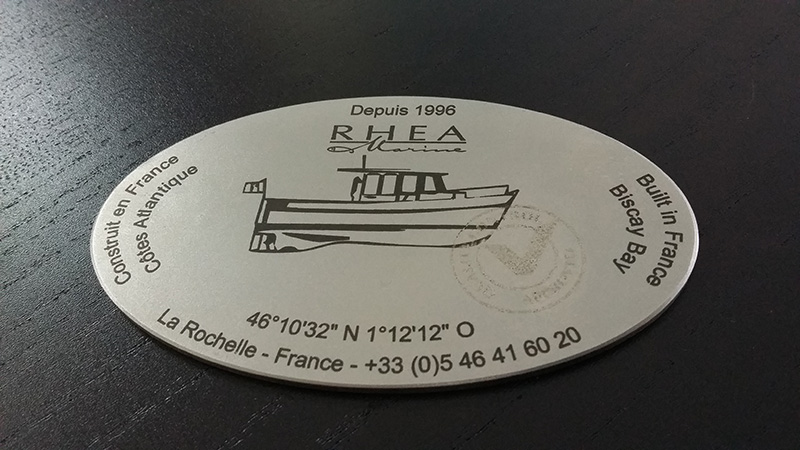 Depuis 1996
RHEA
Marine
Construit en France
Côtes Atlantique
Built in France
Biscay Bay
46°10'32" N 1°12'12" O
La Rochelle - France - +33 (0)5 46 41 60 20